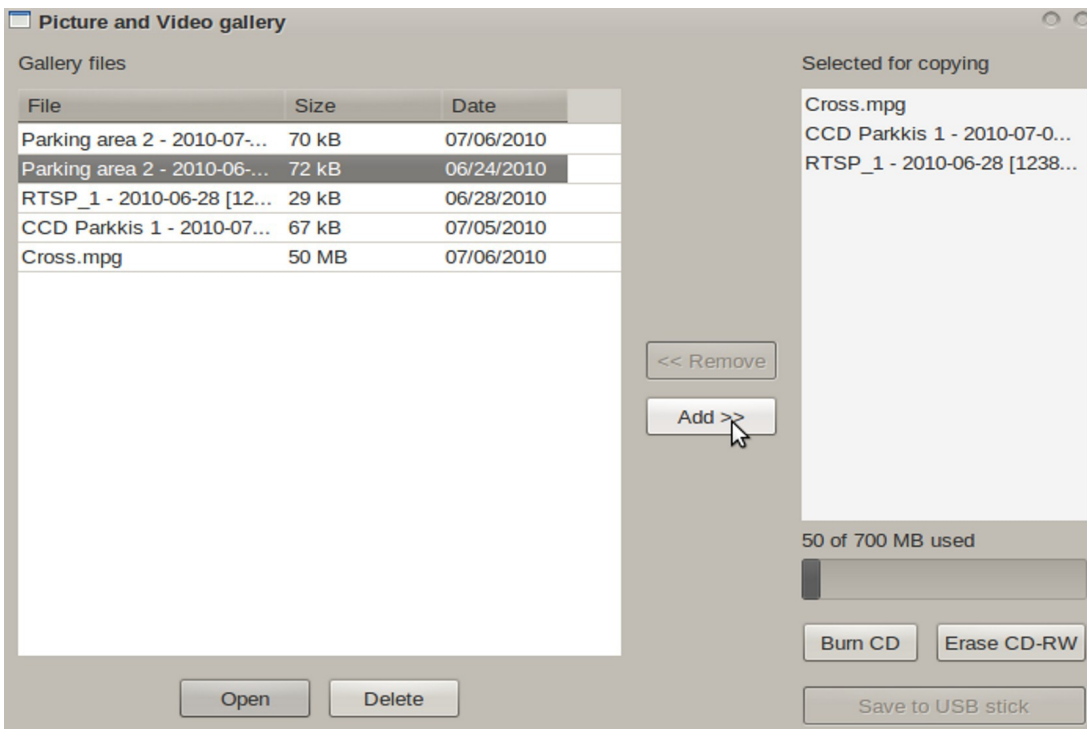 Picture and Video gallery
Gallery files
File Size Date
Parking area 2 - 2010-07-... 70 kB 07/06/2010
Parking area 2 - 2010-06-... 72 kB 06/24/2010
RTSP_1 - 2010-06-28 [12... 29 kB 06/28/2010
CCD Parkkis 1 - 2010-07... 67 kB 07/05/2010
Cross.mpg 50 MB 07/06/2010
Open Delete
<< Remove
Add >>
Selected for copying
Cross.mpg
CCD Parkkis 1 - 2010-07-0...
RTSP_1 - 2010-06-28 [1238...
50 of 700 MB used
Burn CD Erase CD-RW
Save to USB stick